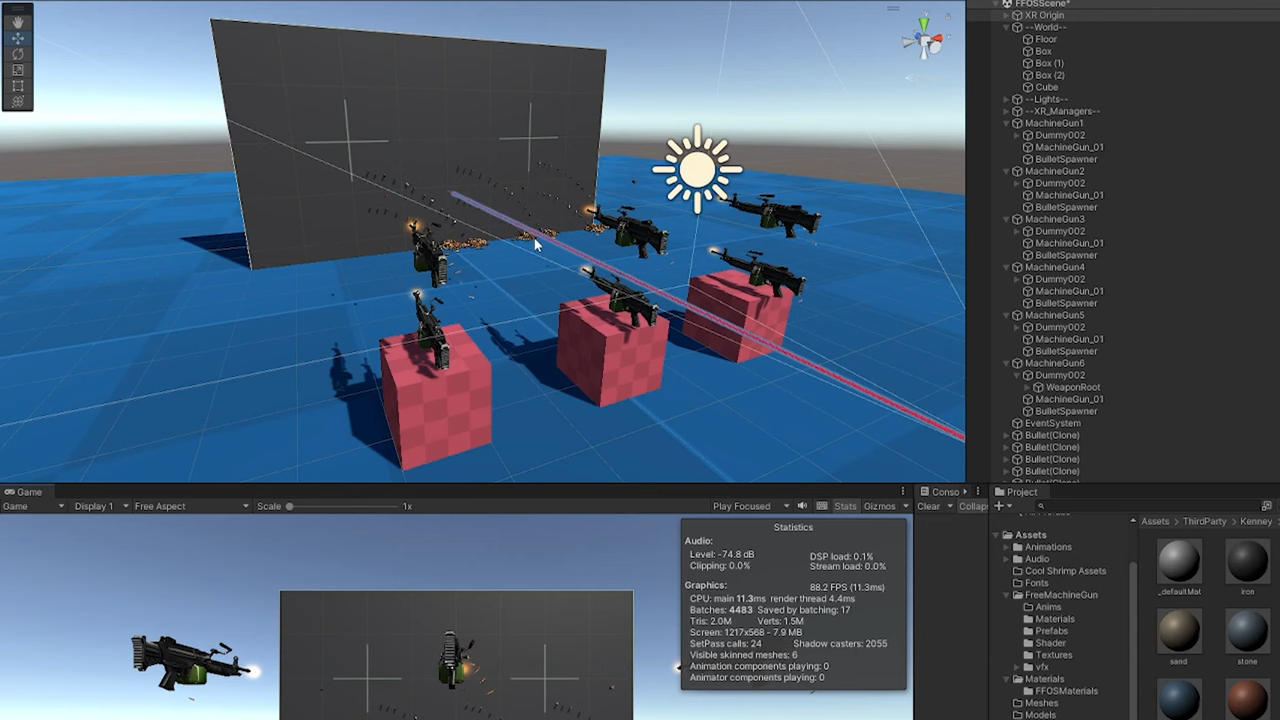 FFOSScene*
XR Origin
--World--
Floor
Box
Box (1)
Box (2)
Cube
--Lights--
--XR_Managers--
MachineGun1
Dummy002
MachineGun_01
BulletSpawner
MachineGun2
Dummy002
MachineGun_01
BulletSpawner
MachineGun3
Dummy002
MachineGun_01
BulletSpawner
MachineGun4
Dummy002
MachineGun_01
BulletSpawner
MachineGun5
Dummy002
MachineGun_01
BulletSpawner
MachineGun6
Dummy002
WeaponRoot
MachineGun_01
BulletSpawner
EventSystem
Bullet(Clone)
Bullet(Clone)
Bullet(Clone)
Bullet(Clone)
Game
Game Display 1 Free Aspect Scale 1x Play Focused Stats Gizmos
Statistics
Audio:
Level: -74.8 dB DSP load: 0.1%
Clipping: 0.0% Stream load: 0.0%
Graphics: 88.2 FPS (11.3ms)
CPU: main 11.3ms render thread 4.4ms
Batches: 4483 Saved by batching: 17
Tris: 2.0M Verts: 1.5M
Screen: 1217x568 - 7.9 MB
SetPass calls: 24 Shadow casters: 2055
Visible skinned meshes: 6
Animation components playing: 0
Animator components playing: 0
Conso
Clear Collaps
Project
Assets
Animations
Audio
Cool Shrimp Assets
Fonts
FreeMachineGun
Anims
Materials
Prefabs
Shader
Textures
vfx
Materials
FFOSMaterials
Meshes
Models
Assets > ThirdParty > Kenney
_defaultMat iron
sand stone